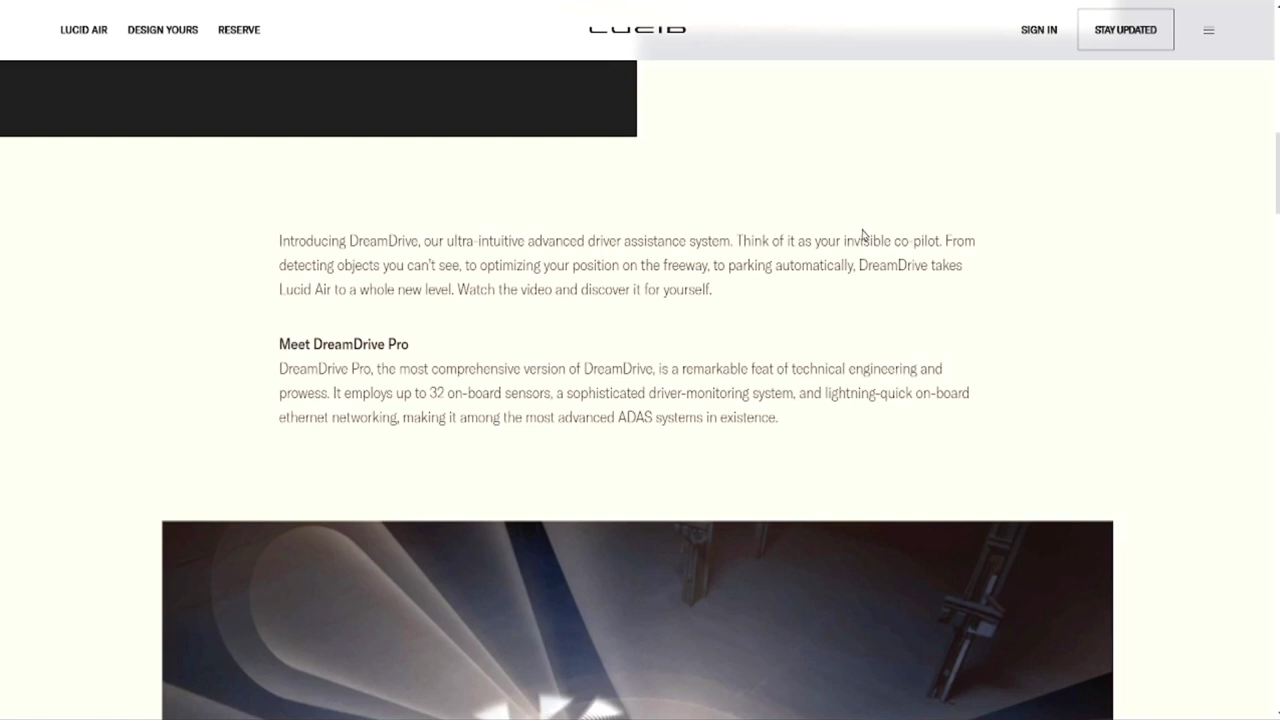 LUCID AIR DESIGN YOURS RESERVE LUCID SIGN IN STAY UPDATED
Introducing DreamDrive, our ultra-intuitive advanced driver assistance system. Think of it as your invisible co-pilot. From
detecting objects you can't see, to optimizing your position on the freeway, to parking automatically, DreamDrive takes
Lucid Air to a whole new level. Watch the video and discover it for yourself.
Meet DreamDrive Pro
DreamDrive Pro, the most comprehensive version of DreamDrive, is a remarkable feat of technical engineering and
prowess. It employs up to 32 on-board sensors, a sophisticated driver-monitoring system, and lightning-quick on-board
ethernet networking, making it among the most advanced ADAS systems in existence.